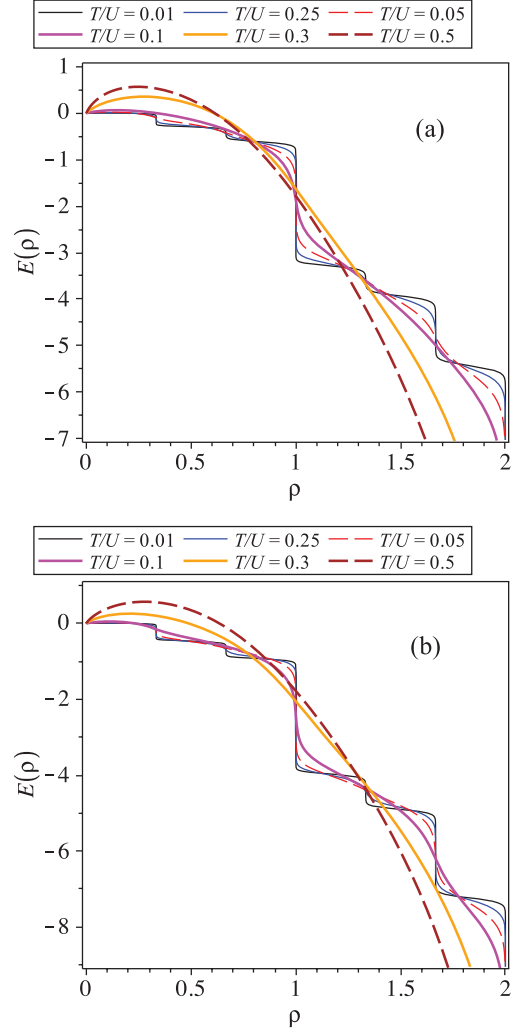 T/U = 0.01 T/U = 0.25 T/U = 0.05
T/U = 0.1 T/U = 0.3 T/U = 0.5
1
(a)
0
−1
−2
E(ρ)
−3
−4
−5
−6
−7
0 0.5 1 1.5 2
ρ
T/U = 0.01 T/U = 0.25 T/U = 0.05
T/U = 0.1 T/U = 0.3 T/U = 0.5
0
(b)
−2
E(ρ)
−4
−6
−8
0 0.5 1 1.5 2
ρ